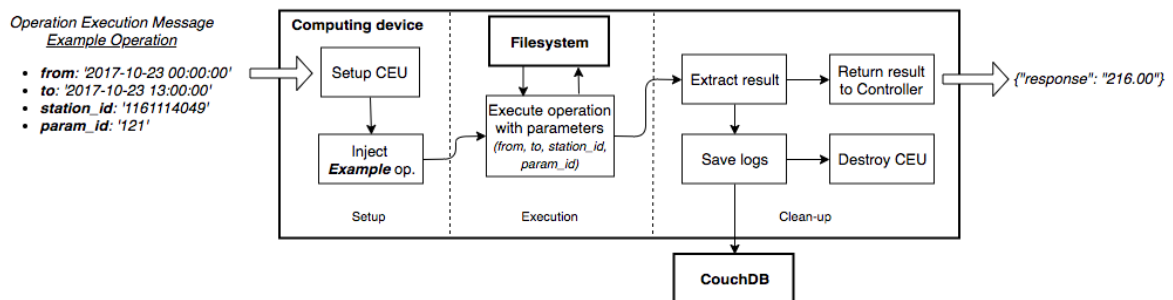 Operation Execution Message
Example Operation
• from: '2017-10-23 00:00:00'
• to: '2017-10-23 13:00:00'
• station_id: '1161114049'
• param_id: '121'
Computing device
Setup CEU
Inject
Example op.
Setup
Filesystem
Execute operation
with parameters
(from, to, station_id,
param_id)
Execution
Extract result
Return result
to Controller
Save logs
Destroy CEU
Clean-up
{"response": "216.00"}
CouchDB